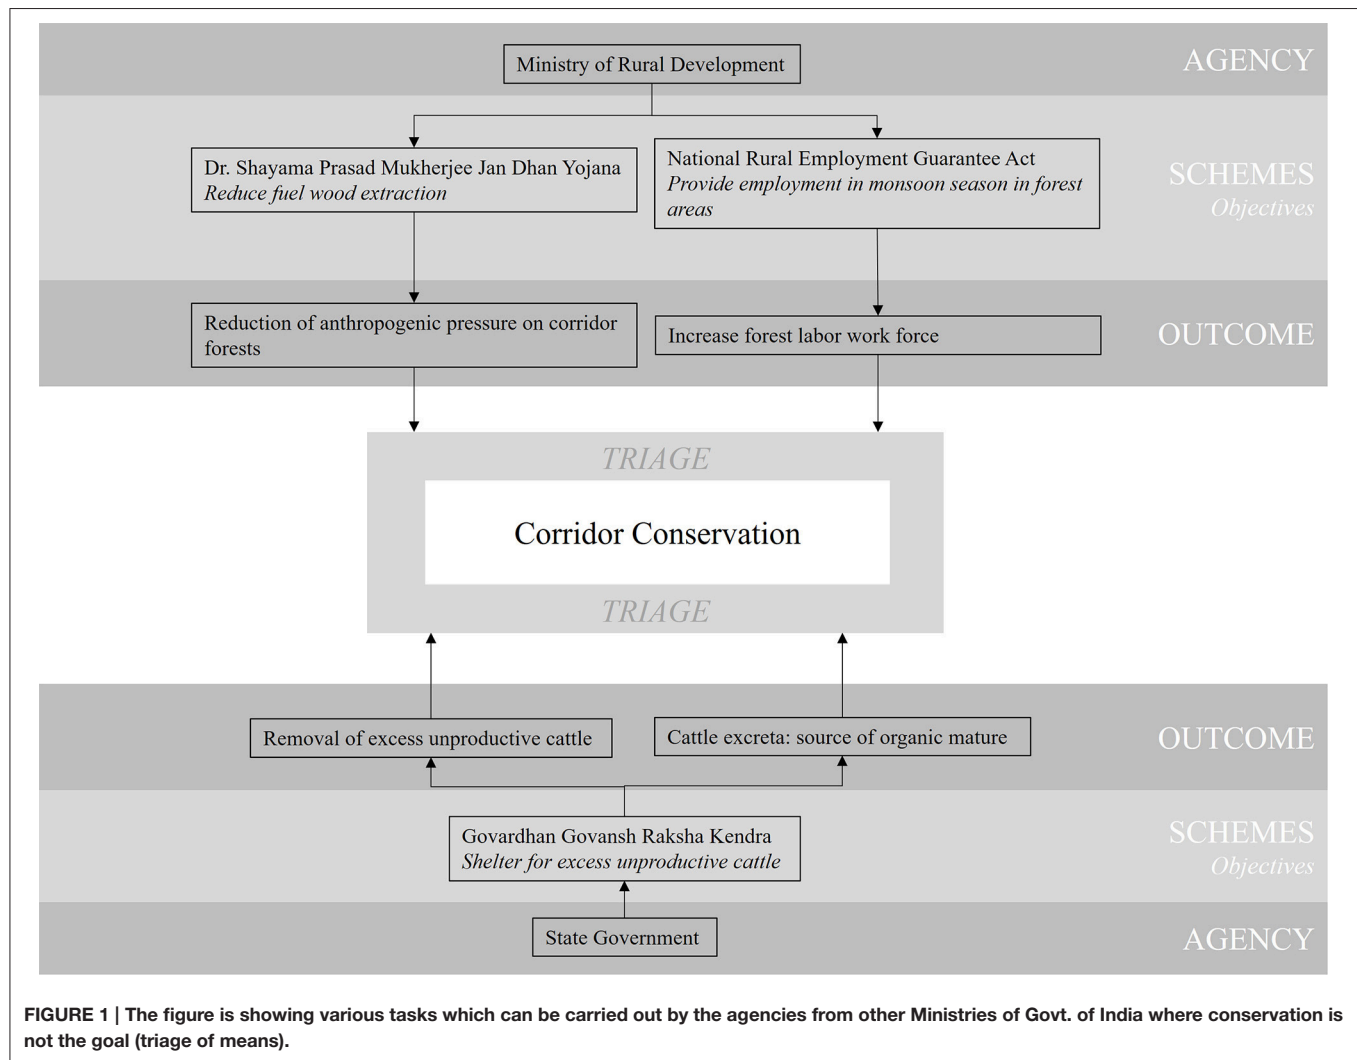 Ministry of Rural Development
AGENCY
Dr. Shayama Prasad Mukherjee Jan Dhan Yojana
Reduce fuel wood extraction
National Rural Employment Guarantee Act
Provide employment in monsoon season in forest
areas
SCHEMES
Objectives
Reduction of anthropogenic pressure on corridor
forests
Increase forest labor work force
OUTCOME
TRIAGE
Corridor Conservation
TRIAGE
Removal of excess unproductive cattle
Cattle excreta: source of organic mature
OUTCOME
Govardhan Govansh Raksha Kendra
Shelter for excess unproductive cattle
SCHEMES
Objectives
State Government
AGENCY
FIGURE 1 | The figure is showing various tasks which can be carried out by the agencies from other Ministries of Govt. of India where conservation is
not the goal (triage of means).